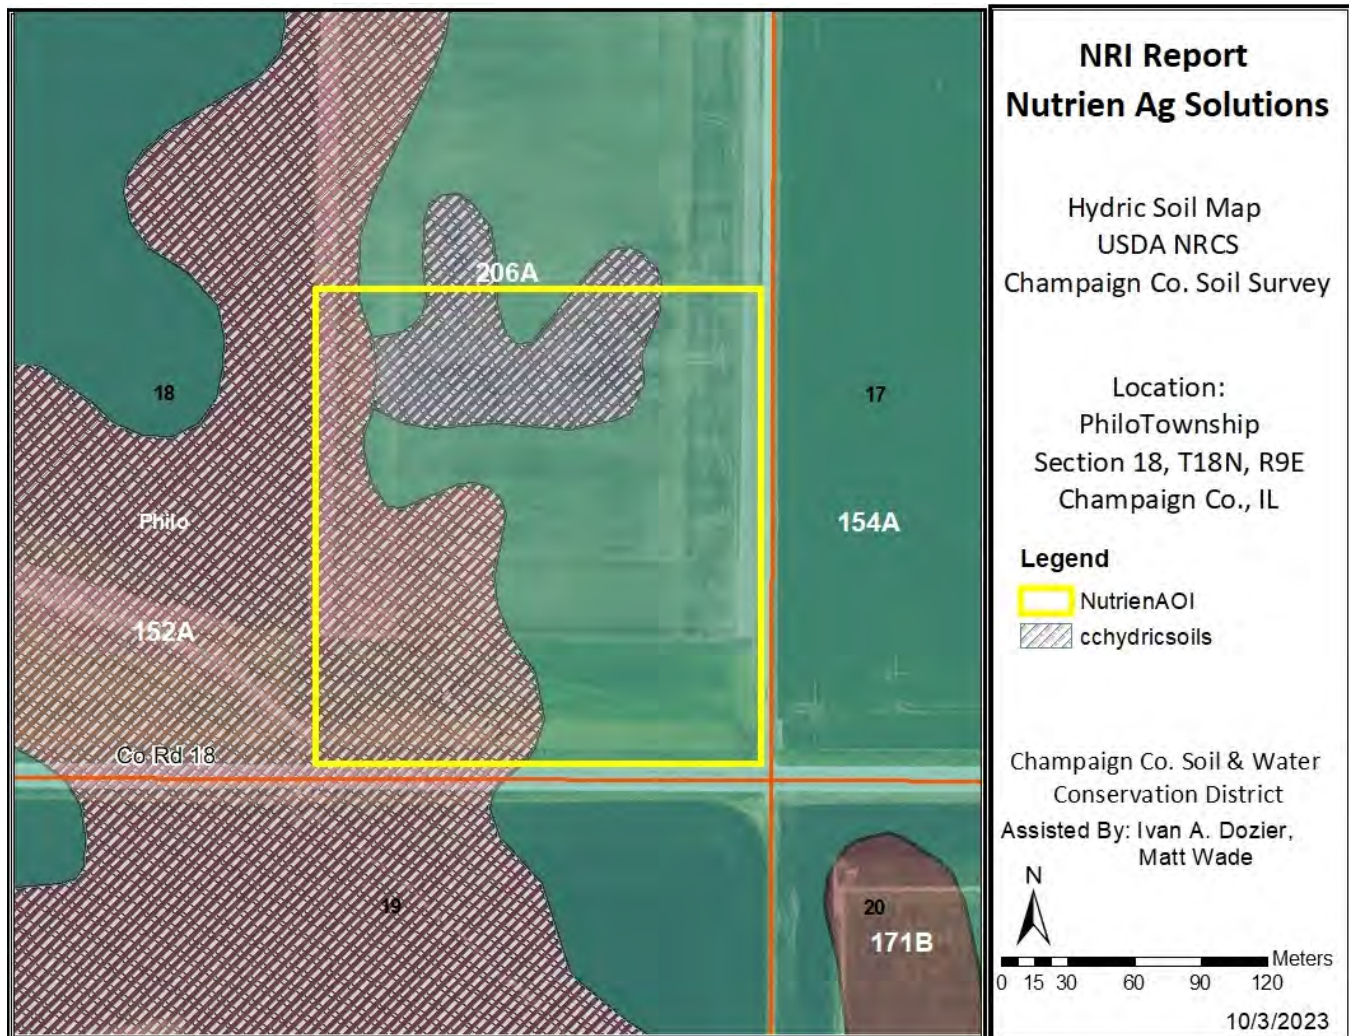 206A
18
17
Philo
154A
152A
Co Rd 18
19
20
171B
NRI Report
Nutrien Ag Solutions
Hydric Soil Map
USDA NRCS
Champaign Co. Soil Survey
Location:
PhiloTownship
Section 18, T18N, R9E
Champaign Co., IL
Legend
NutrienAOI
cchydricsoils
Champaign Co. Soil & Water
Conservation District
Assisted By: Ivan A. Dozier,
Matt Wade
N
Meters
0 15 30 60 90 120
10/3/2023